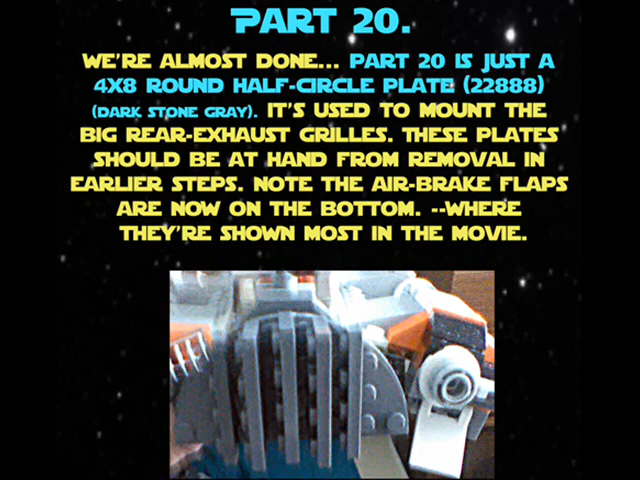 PART 20.
WE'RE ALMOST DONE... PART 20 IS JUST A
4X8 ROUND HALF-CIRCLE PLATE (22888)
(DARK STONE GRAY). IT'S USED TO MOUNT THE
BIG REAR-EXHAUST GRILLES. THESE PLATES
SHOULD BE AT HAND FROM REMOVAL IN
EARLIER STEPS. NOTE THE AIR-BRAKE FLAPS
ARE NOW ON THE BOTTOM. --WHERE
THEY'RE SHOWN MOST IN THE MOVIE.